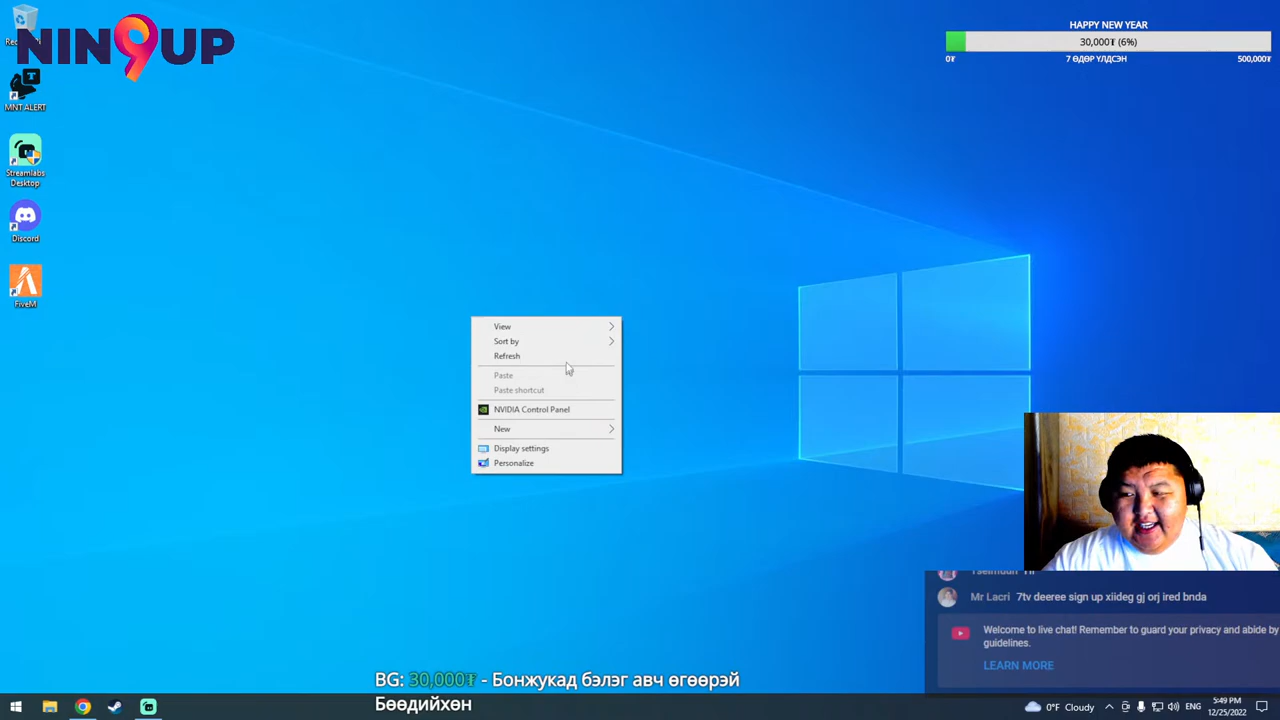 NIN9UP
MNT ALERT
Streamlabs
Desktop
Discord
FiveM
HAPPY NEW YEAR
30,000₮ (6%)
0₮ 7 ӨДӨР ҮЛДСЭН 500,000₮
View
Sort by
Refresh
Paste
Paste shortcut
NVIDIA Control Panel
New
Display settings
Personalize
Mr Lacri 7tv deeree sign up xiideg gj orj ired bnda
Welcome to live chat! Remember to guard your privacy and abide by
guidelines.
LEARN MORE
BG: 30,000₮ - Бонжукад бэлэг авч өгөөрэй
Бөөдийхөн
0°F Cloudy
ENG
5:49 PM
12/25/2022